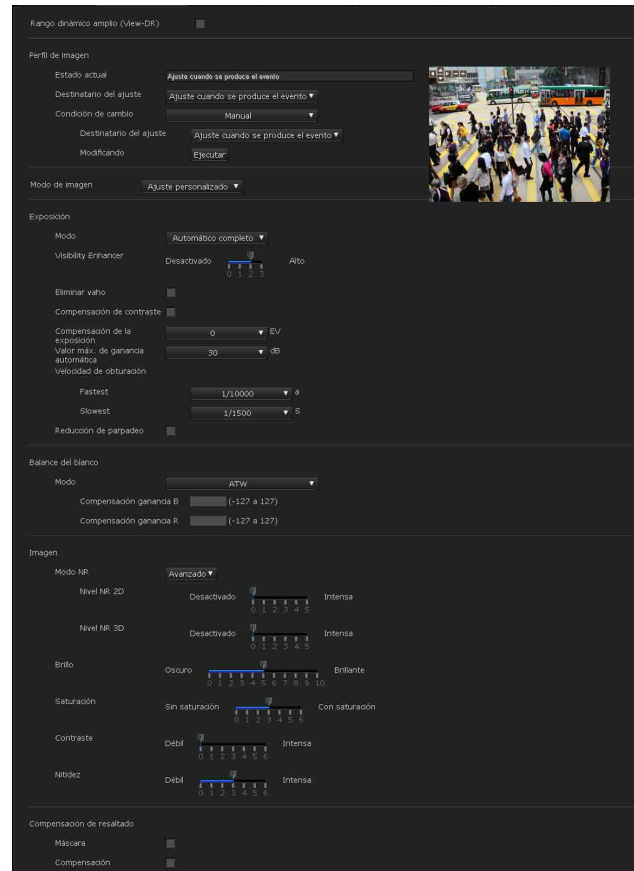 Rango dinámico amplio (View-DR)
Perfil de imagen
Estado actual Ajuste cuando se produce el evento
Destinatario del ajuste Ajuste cuando se produce el evento ▼
Condición de cambio Manual ▼
Destinatario del ajuste Ajuste cuando se produce el evento ▼
Modificando Ejecutar
Modo de imagen Ajuste personalizado ▼
Exposición
Modo Automático completo ▼
Visibility Enhancer Desactivado Alto
0 1 2 3
Eliminar vaho
Compensación de contraste
Compensación de la
exposición 0 ▼ EV
Valor máx. de ganancia
automática 30 ▼ dB
Velocidad de obturación
Fastest 1/10000 ▼ a
Slowest 1/1500 ▼ S
Reducción de parpadeo
Balance del blanco
Modo ATW ▼
Compensación ganancia B (-127 a 127)
Compensación ganancia R (-127 a 127)
Imagen
Modo NR Avanzado ▼
Nivel NR 2D Desactivado Intensa
0 1 2 3 4 5
Nivel NR 3D Desactivado Intensa
0 1 2 3 4 5
Brillo Oscuro Brillante
0 1 2 3 4 5 6 7 8 9 10
Saturación Sin saturación Con saturación
0 1 2 3 4 5 6
Contraste Débil Intensa
0 1 2 3 4 5 6
Nitidez Débil Intensa
0 1 2 3 4 5 6
Compensación de resaltado
Máscara
Compensación